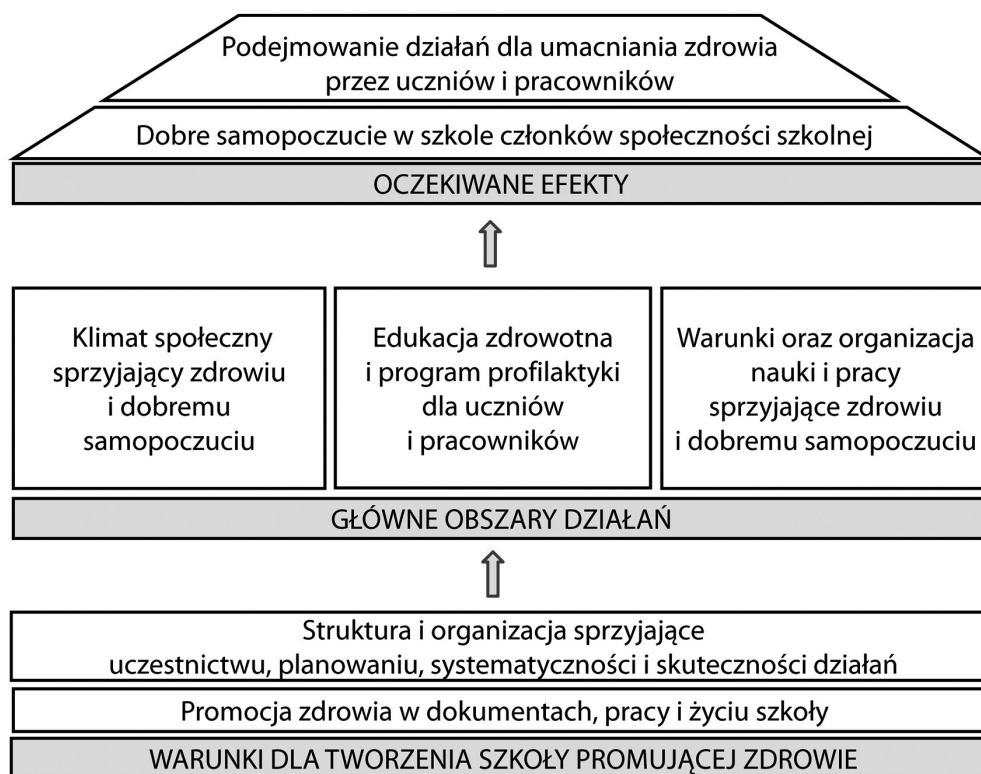 Podejmowanie działań dla umacniania zdrowia
przez uczniów i pracowników
Dobre samopoczucie w szkole członków społeczności szkolnej
OCZEKIWANE EFEKTY
Klimat społeczny
sprzyjający zdrowiu
i dobremu
samopoczuciu
Edukacja zdrowotna
i program profilaktyki
dla uczniów
i pracowników
Warunki oraz organizacja
nauki i pracy
sprzyjające zdrowiu
i dobremu samopoczuciu
GŁÓWNE OBSZARY DZIAŁAŃ
Struktura i organizacja sprzyjające
uczestnictwu, planowaniu, systematyczności i skuteczności działań
Promocja zdrowia w dokumentach, pracy i życiu szkoły
WARUNKI DLA TWORZENIA SZKOŁY PROMUJĄCEJ ZDROWIE